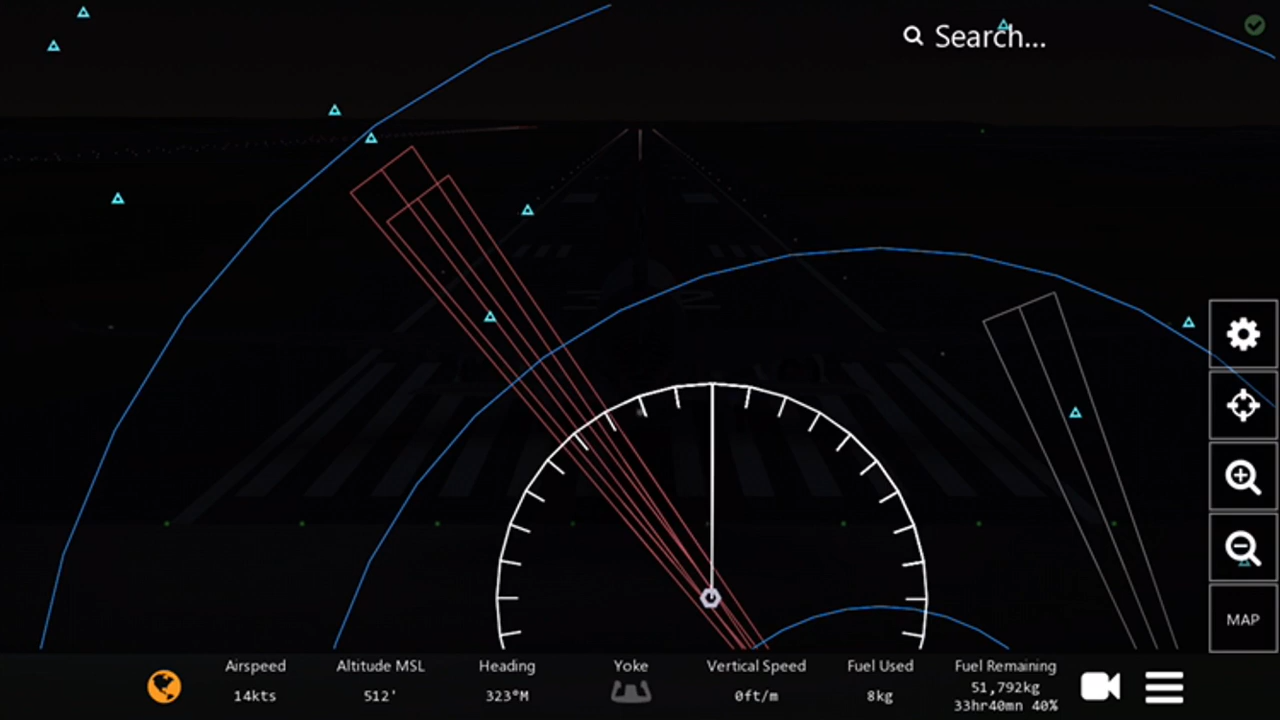 Search...
MAP
Airspeed
14kts
Altitude MSL
512'
Heading
323°M
Yoke
Vertical Speed
0ft/m
Fuel Used
8kg
Fuel Remaining
51,792kg
33hr40mn 40%